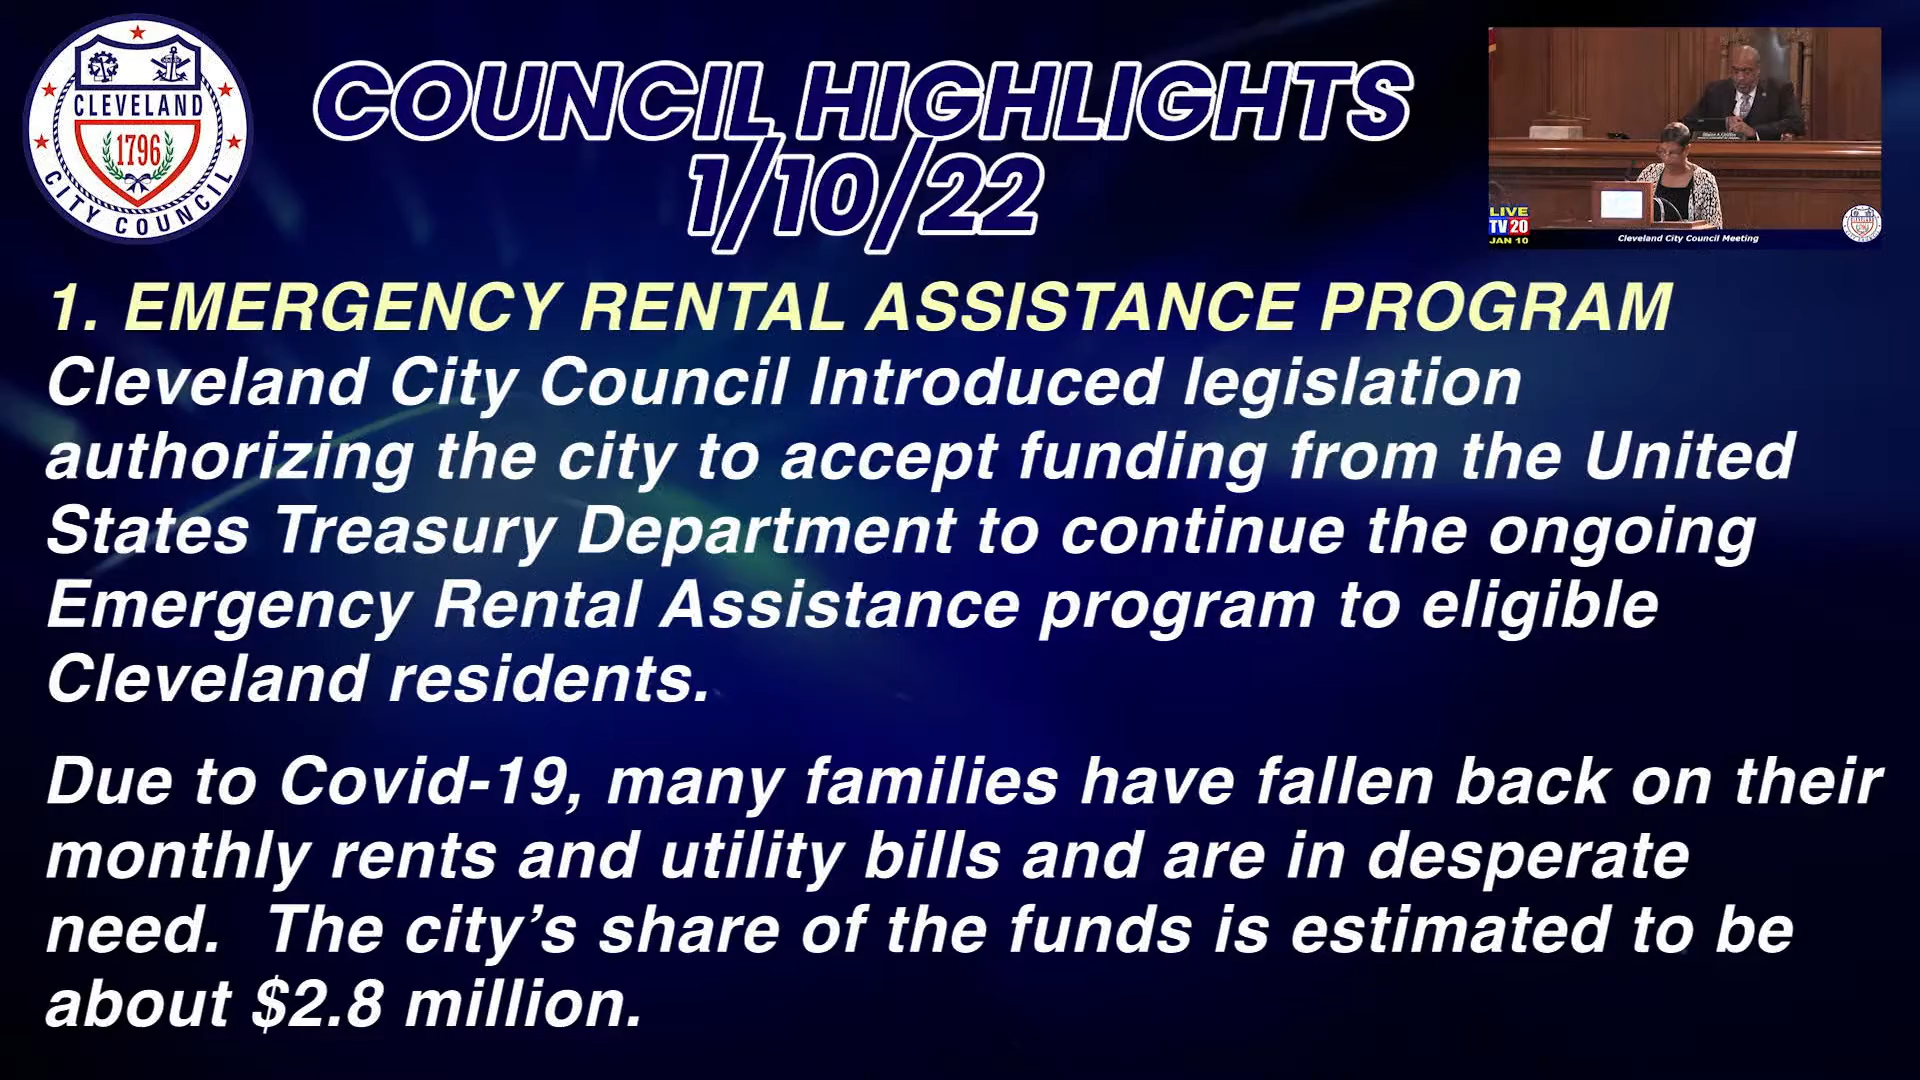 COUNCIL HIGHLIGHTS
1/10/22
CLEVELAND
1796
CITY COUNCIL
LIVE
TV 20
JAN 10
Cleveland City Council Meeting
1. EMERGENCY RENTAL ASSISTANCE PROGRAM
Cleveland City Council Introduced legislation
authorizing the city to accept funding from the United
States Treasury Department to continue the ongoing
Emergency Rental Assistance program to eligible
Cleveland residents.
Due to Covid-19, many families have fallen back on their
monthly rents and utility bills and are in desperate
need.  The city’s share of the funds is estimated to be
about $2.8 million.